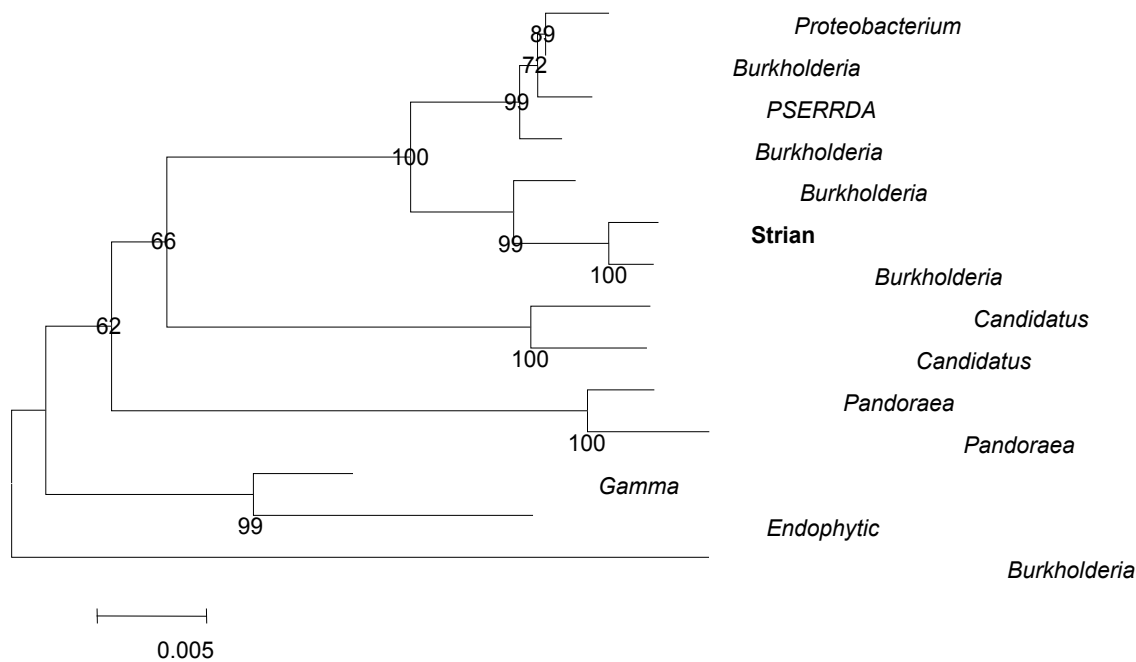 Proteobacterium
89
72
Burkholderia
99
PSERRDA
Burkholderia
100
Burkholderia
Strian
66
99
100
Burkholderia
Candidatus
62
100
Candidatus
Pandoraea
100
Pandoraea
Gamma
99
Endophytic
Burkholderia
0.005